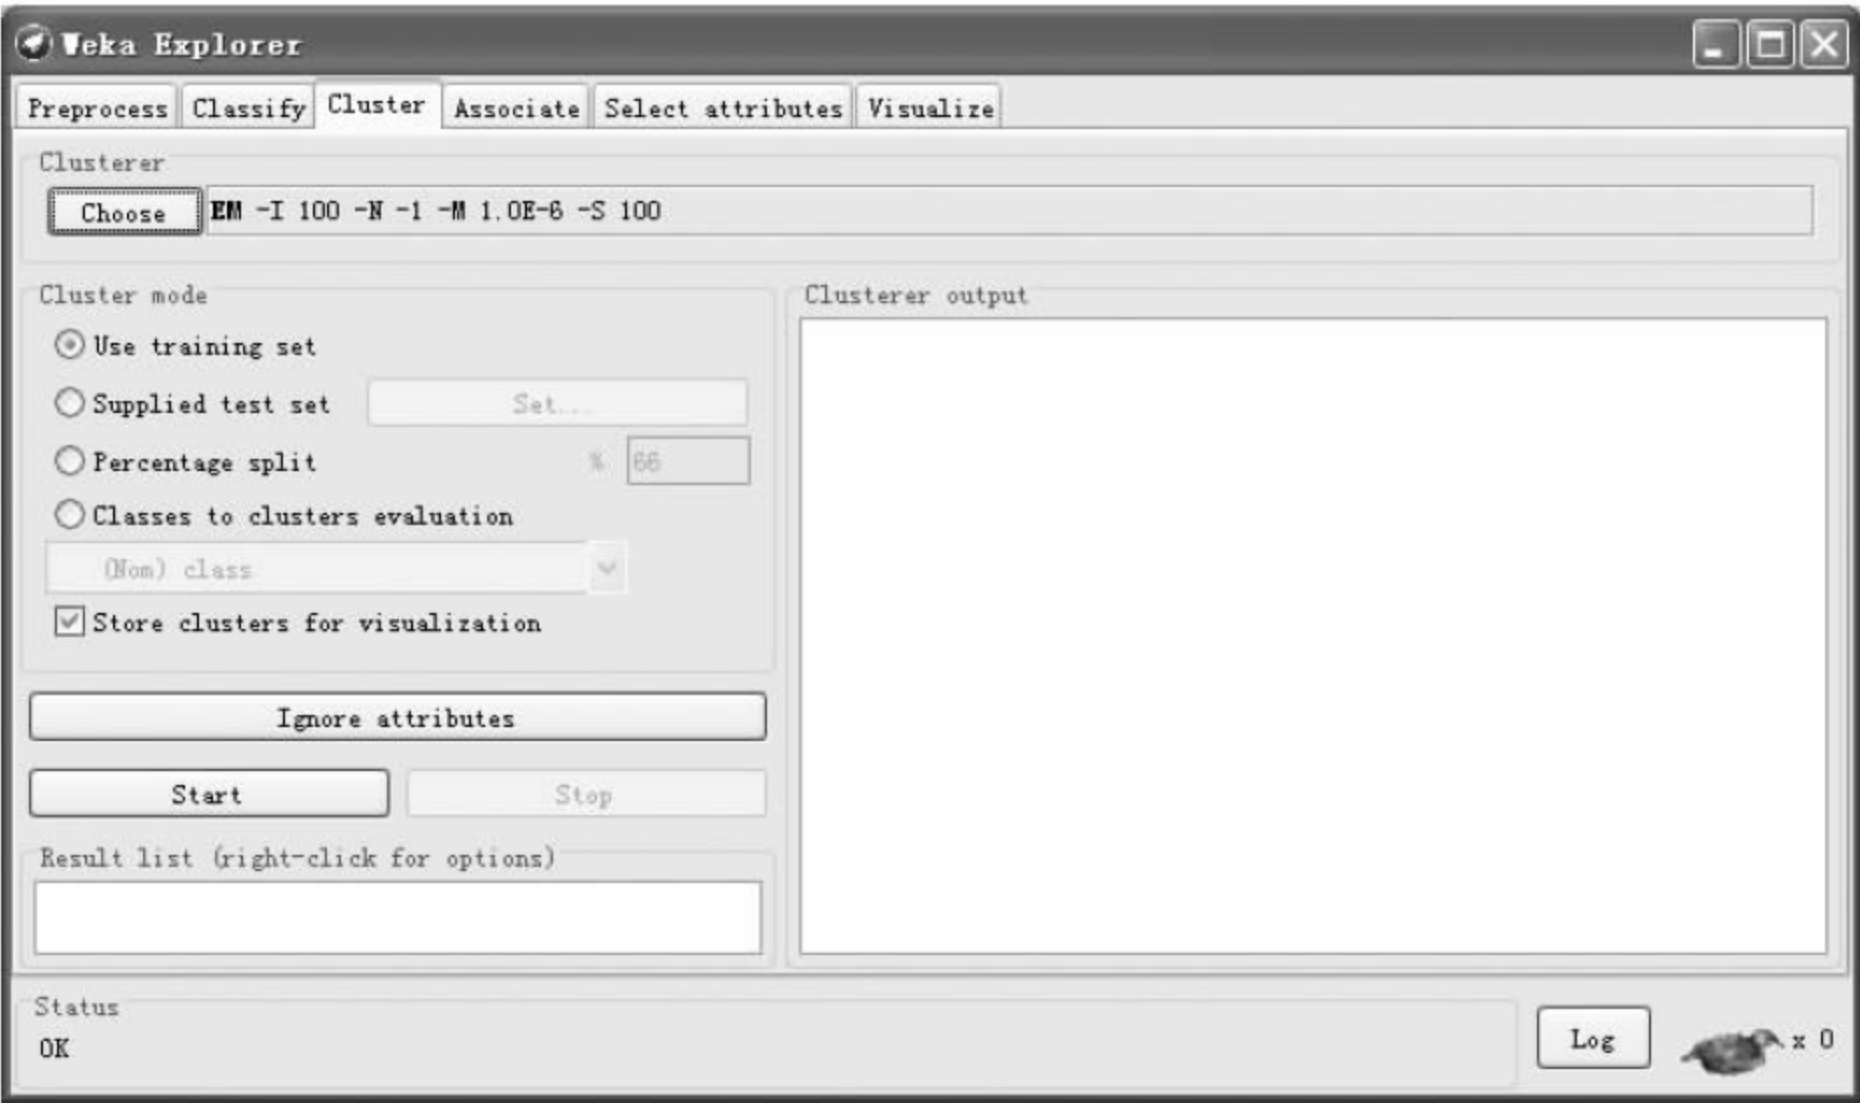 Weka Explorer
Preprocess Classify Cluster Associate Select attributes Visualize
Clusterer
Choose EM -I 100 -N -1 -M 1.0E-6 -S 100
Cluster mode
Use training set
Supplied test set Set...
Percentage split % 66
Classes to clusters evaluation
(Nom) class
Store clusters for visualization
Ignore attributes
Start Stop
Result list (right-click for options)
Clusterer output
Status
OK
Log x 0